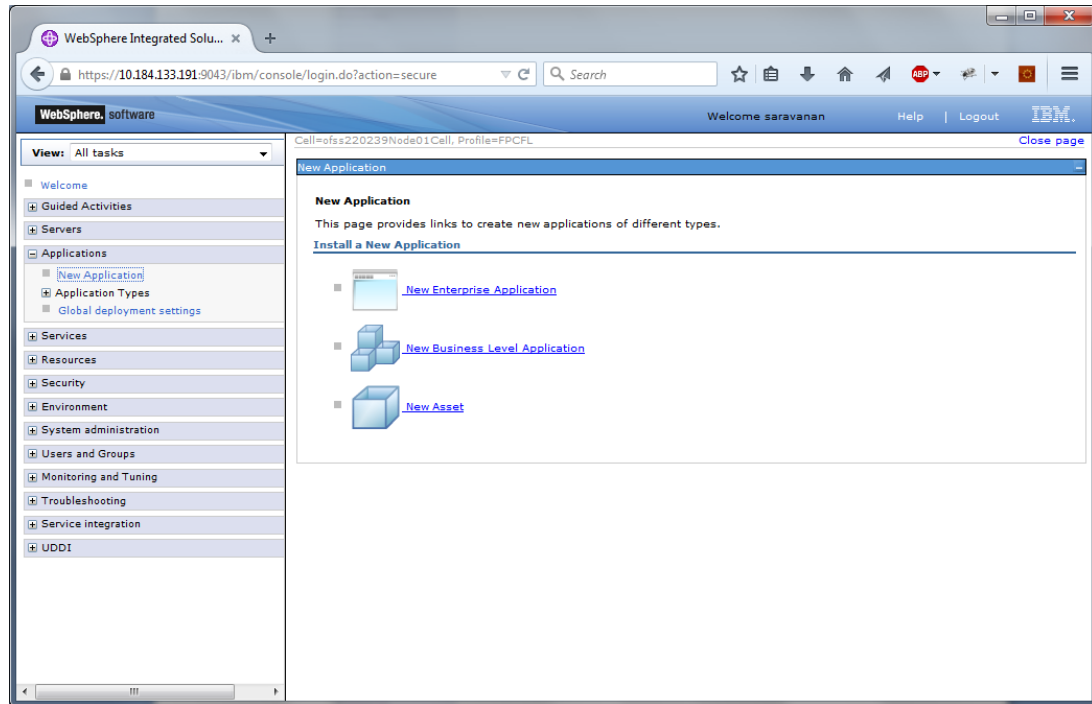 WebSphere Integrated Solu... × +
https://10.184.133.191:9043/ibm/console/login.do?action=secure Search ABP
WebSphere. software Welcome saravanan Help | Logout IBM.
Cell=ofss220239Node01Cell, Profile=FPCFL Close page
View: All tasks
New Application
Welcome
Guided Activities
Servers
Applications
New Application
Application Types
Global deployment settings
Services
Resources
Security
Environment
System administration
Users and Groups
Monitoring and Tuning
Troubleshooting
Service integration
UDDI
New Application
This page provides links to create new applications of different types.
Install a New Application
New Enterprise Application
New Business Level Application
New Asset